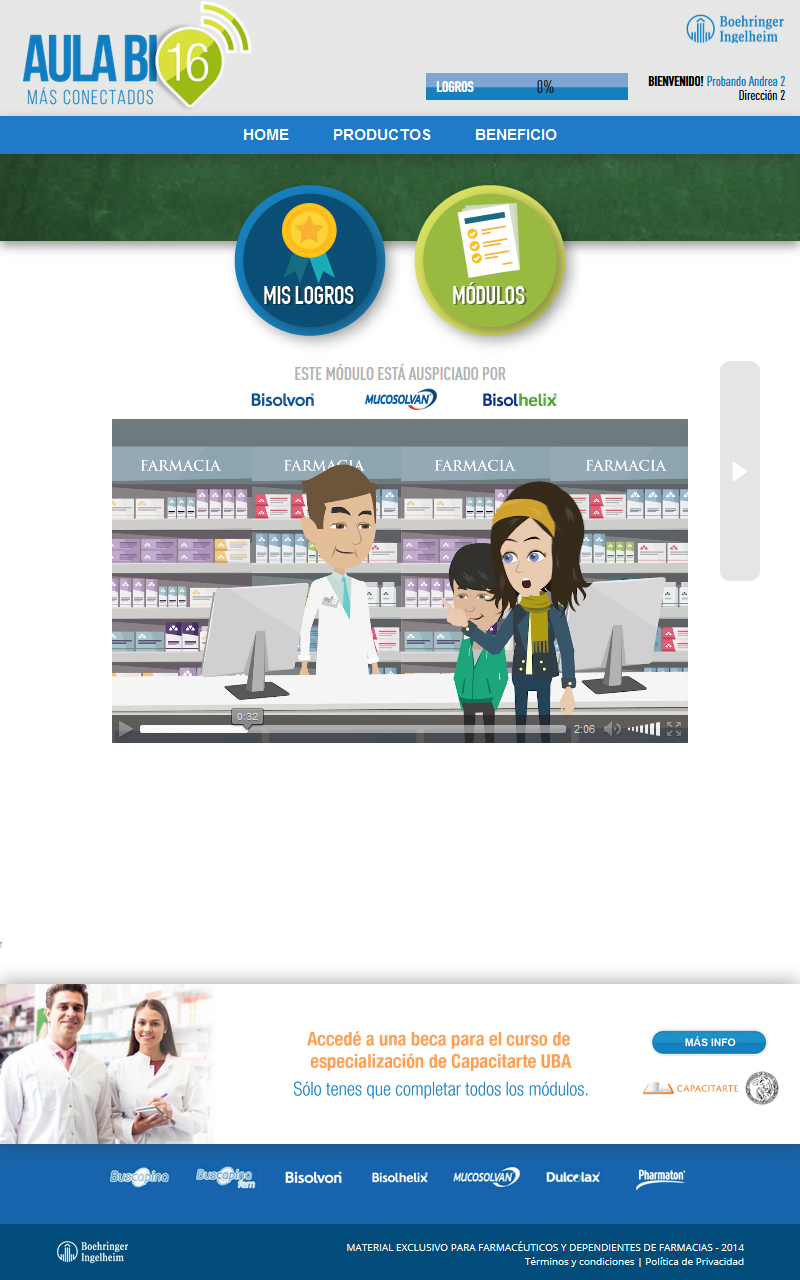 AULA BI 16
MÁS CONECTADOS
Boehringer
Ingelheim
LOGROS 0%
BIENVENIDO! Probando Andrea 2
Dirección 2
HOME PRODUCTOS BENEFICIO
MIS LOGROS MÓDULOS
ESTE MÓDULO ESTÁ AUSPICIADO POR
Bisolvon MUCOSOLVAN Bisolhelix
FARMACIA FARMACIA FARMACIA FARMACIA
0:32
2:06
Accedé a una beca para el curso de
especialización de Capacitarte UBA
Sólo tenes que completar todos los módulos.
MÁS INFO
CAPACITARTE
Buscapina Buscapina fem Bisolvon Bisolhelix MUCOSOLVAN Dulcolax Pharmaton
Boehringer
Ingelheim
MATERIAL EXCLUSIVO PARA FARMACÉUTICOS Y DEPENDIENTES DE FARMACIAS - 2014
Términos y condiciones | Política de Privacidad